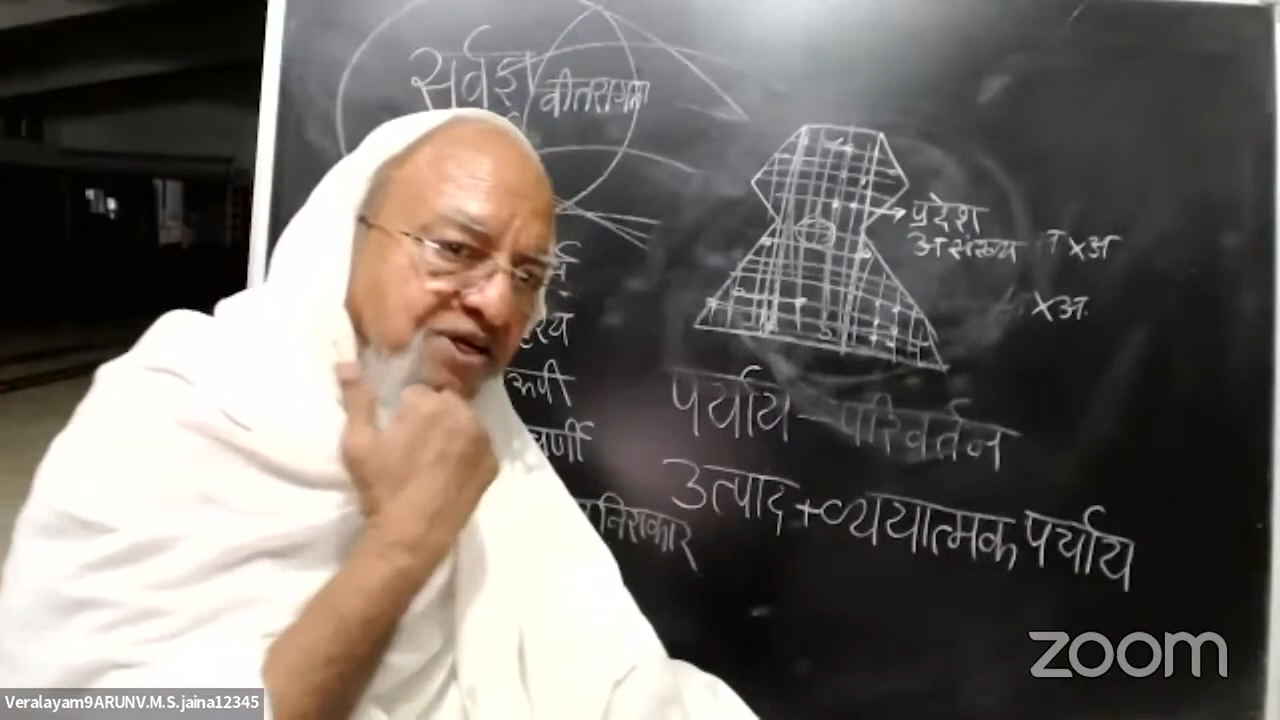 सर्वज्ञ वीतरागता
प्रदेश
असंख्य
×अ
×अ
रूपी
पर्याय - परिवर्तन
उत्पाद + व्ययात्मक पर्याय
निराकार
zoom
Veralayam9ARUNV.M.S.jaina12345